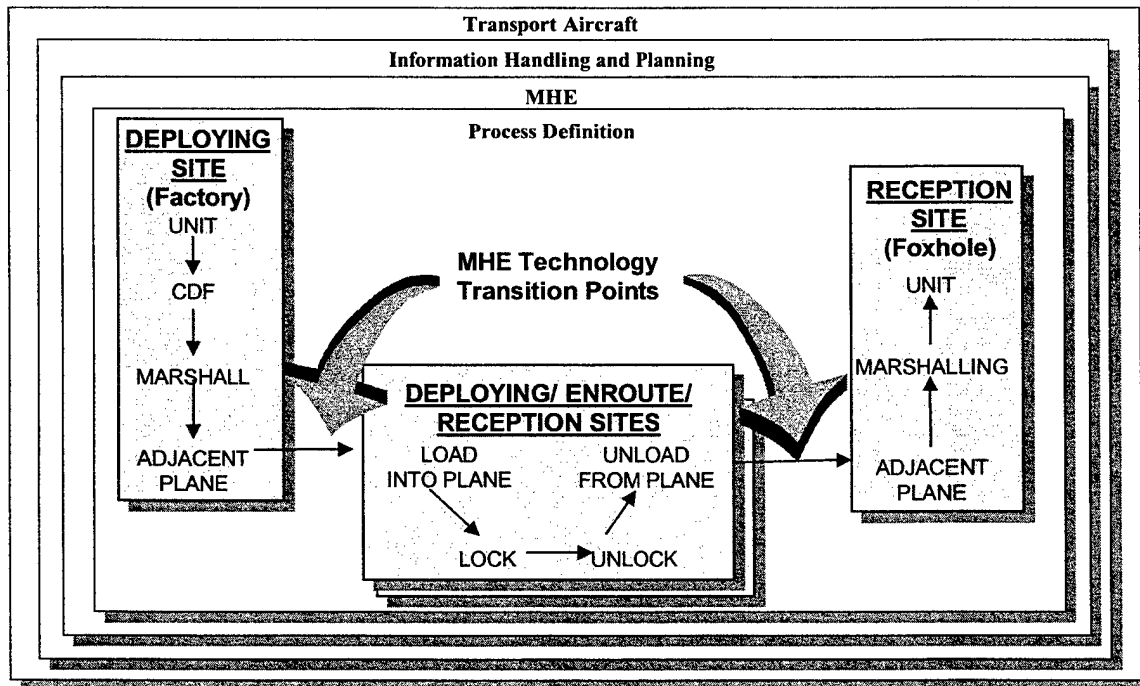 Transport Aircraft
Information Handling and Planning
MHE
Process Definition
DEPLOYING
SITE
(Factory)
UNIT
CDF
MARSHALL
ADJACENT
PLANE
MHE Technology
Transition Points
DEPLOYING/ ENROUTE/
RECEPTION SITES
LOAD
INTO PLANE
UNLOAD
FROM PLANE
LOCK
UNLOCK
RECEPTION
SITE
(Foxhole)
UNIT
MARSHALLING
ADJACENT
PLANE